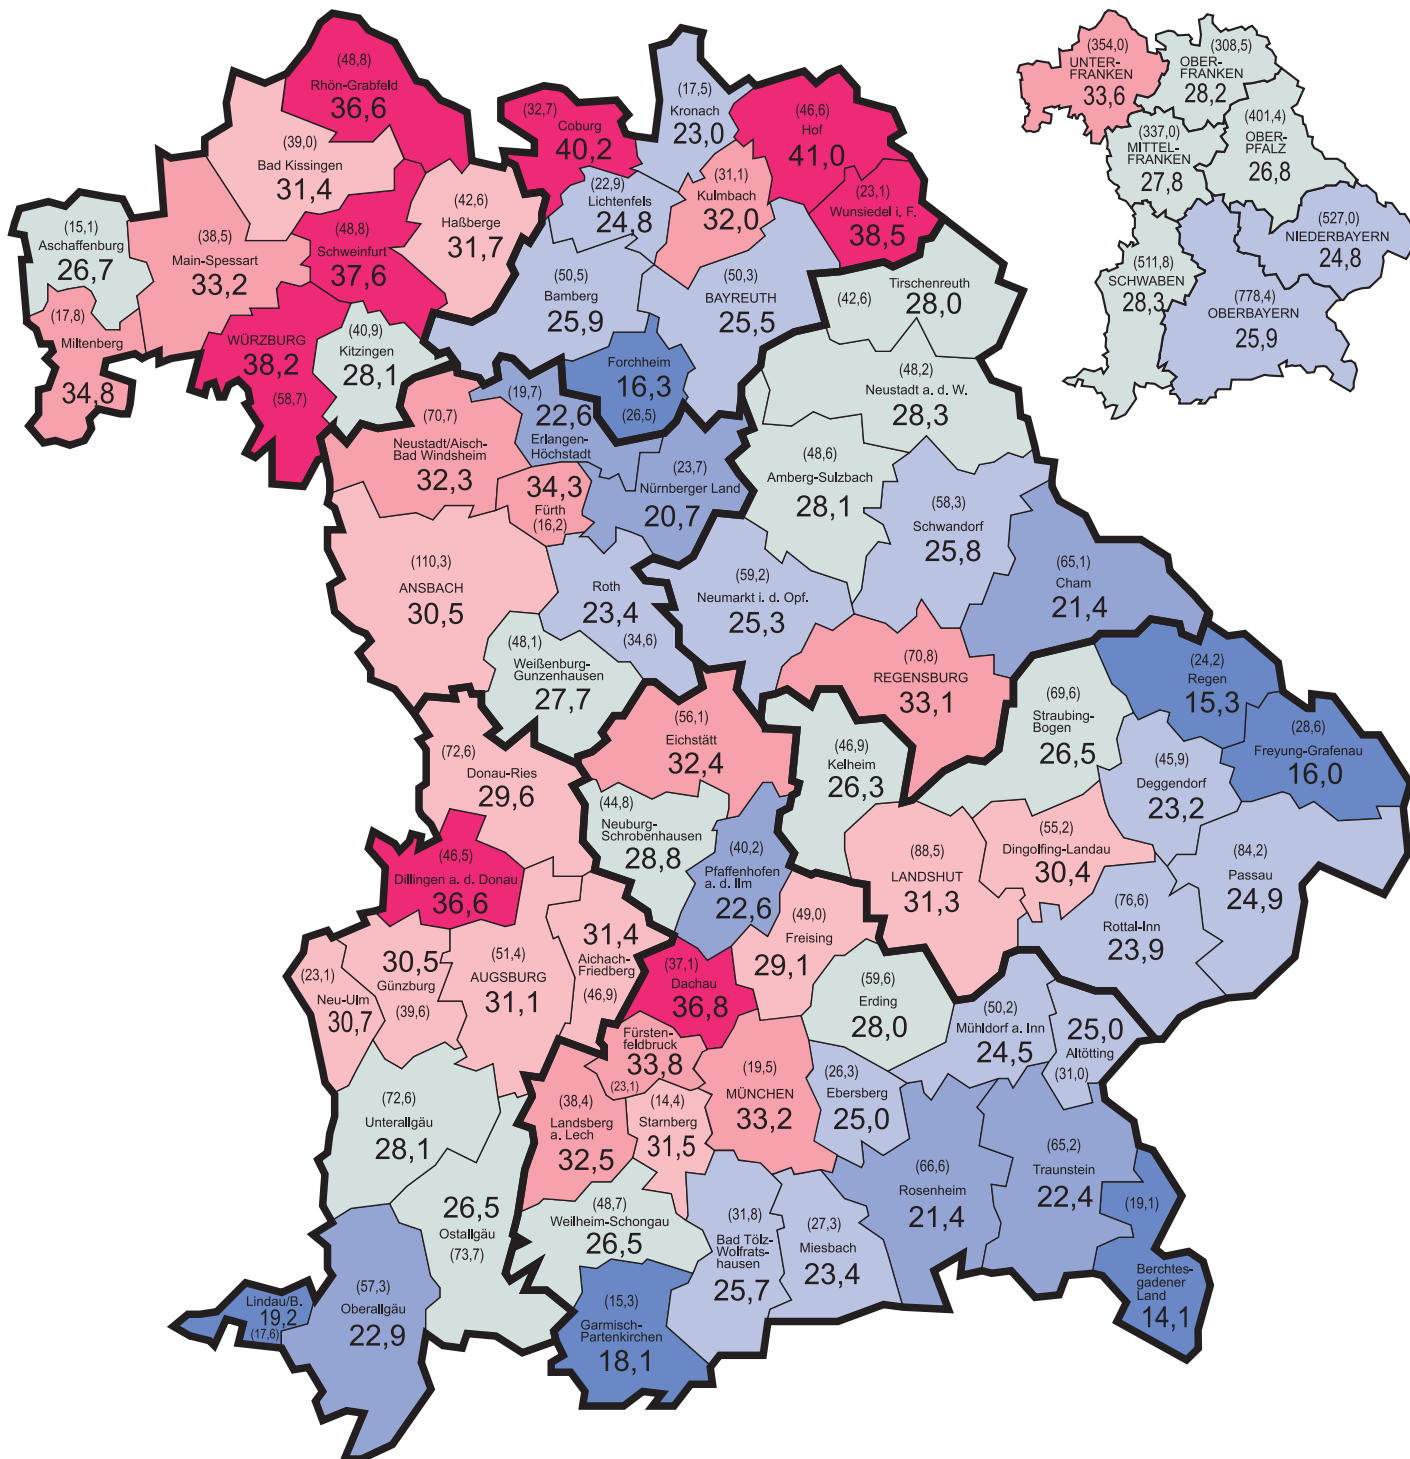 (48,8)
Rhön-Grabfeld
36,6
(39,0)
Bad Kissingen
31,4
(42,6)
Haßberge
31,7
(15,1)
Aschaffenburg
26,7
(38,5)
Main-Spessart
33,2
(48,8)
Schweinfurt
37,6
(17,8)
Miltenberg
34,8
WÜRZBURG
38,2
(58,7)
(40,9)
Kitzingen
28,1
(32,7)
Coburg
40,2
(17,5)
Kronach
23,0
(46,6)
Hof
41,0
(22,9)
Lichtenfels
24,8
(31,1)
Kulmbach
32,0
(23,1)
Wunsiedel i. F.
38,5
(50,5)
Bamberg
25,9
(50,3)
BAYREUTH
25,5
Forchheim
16,3
(26,5)
(354,0)
UNTER-
FRANKEN
33,6
(308,5)
OBER-
FRANKEN
28,2
(337,0)
MITTEL-
FRANKEN
27,8
(401,4)
OBER-
PFALZ
26,8
(527,0)
NIEDERBAYERN
24,8
(511,8)
SCHWABEN
28,3
(778,4)
OBERBAYERN
25,9
(42,6)
Tirschenreuth
28,0
(48,2)
Neustadt a. d. W.
28,3
(48,6)
Amberg-Sulzbach
28,1
(58,3)
Schwandorf
25,8
(65,1)
Cham
21,4
(59,2)
Neumarkt i. d. Opf.
25,3
(70,8)
REGENSBURG
33,1
(70,7)
Neustadt/Aisch-
Bad Windsheim
32,3
(19,7)
22,6
Erlangen-
Höchstadt
34,3
Fürth
(16,2)
(23,7)
Nürnberger Land
20,7
(110,3)
ANSBACH
30,5
Roth
23,4
(34,6)
(48,1)
Weißenburg-
Gunzenhausen
27,7
(24,2)
Regen
15,3
(69,6)
Straubing-
Bogen
26,5
(28,6)
Freyung-Grafenau
16,0
(45,9)
Deggendorf
23,2
(46,9)
Kelheim
26,3
(88,5)
LANDSHUT
31,3
(55,2)
Dingolfing-Landau
30,4
(84,2)
Passau
24,9
(76,6)
Rottal-Inn
23,9
(72,6)
Donau-Ries
29,6
(46,5)
Dillingen a. d. Donau
36,6
(23,1)
Neu-Ulm
30,7
30,5
Günzburg
(39,6)
(51,4)
AUGSBURG
31,1
31,4
Aichach-
Friedberg
(46,9)
(72,6)
Unterallgäu
28,1
26,5
Ostallgäu
(73,7)
Lindau/B.
19,2
(17,6)
(57,3)
Oberallgäu
22,9
(56,1)
Eichstätt
32,4
(44,8)
Neuburg-
Schrobenhausen
28,8
(40,2)
Pfaffenhofen
a. d. Ilm
22,6
(49,0)
Freising
29,1
(37,1)
Dachau
36,8
(59,6)
Erding
28,0
(50,2)
Mühldorf a. Inn
24,5
25,0
Altötting
(31,0)
Fürsten-
feldbruck
33,8
(23,1)
(19,5)
MÜNCHEN
33,2
(26,3)
Ebersberg
25,0
(38,4)
Landsberg
a. Lech
32,5
(14,4)
Starnberg
31,5
(66,6)
Rosenheim
21,4
(65,2)
Traunstein
22,4
(19,1)
Berchtes-
gadener
Land
14,1
(48,7)
Weilheim-Schongau
26,5
(31,8)
Bad Tölz-
Wolfrats-
hausen
25,7
(27,3)
Miesbach
23,4
(15,3)
Garmisch-
Partenkirchen
18,1